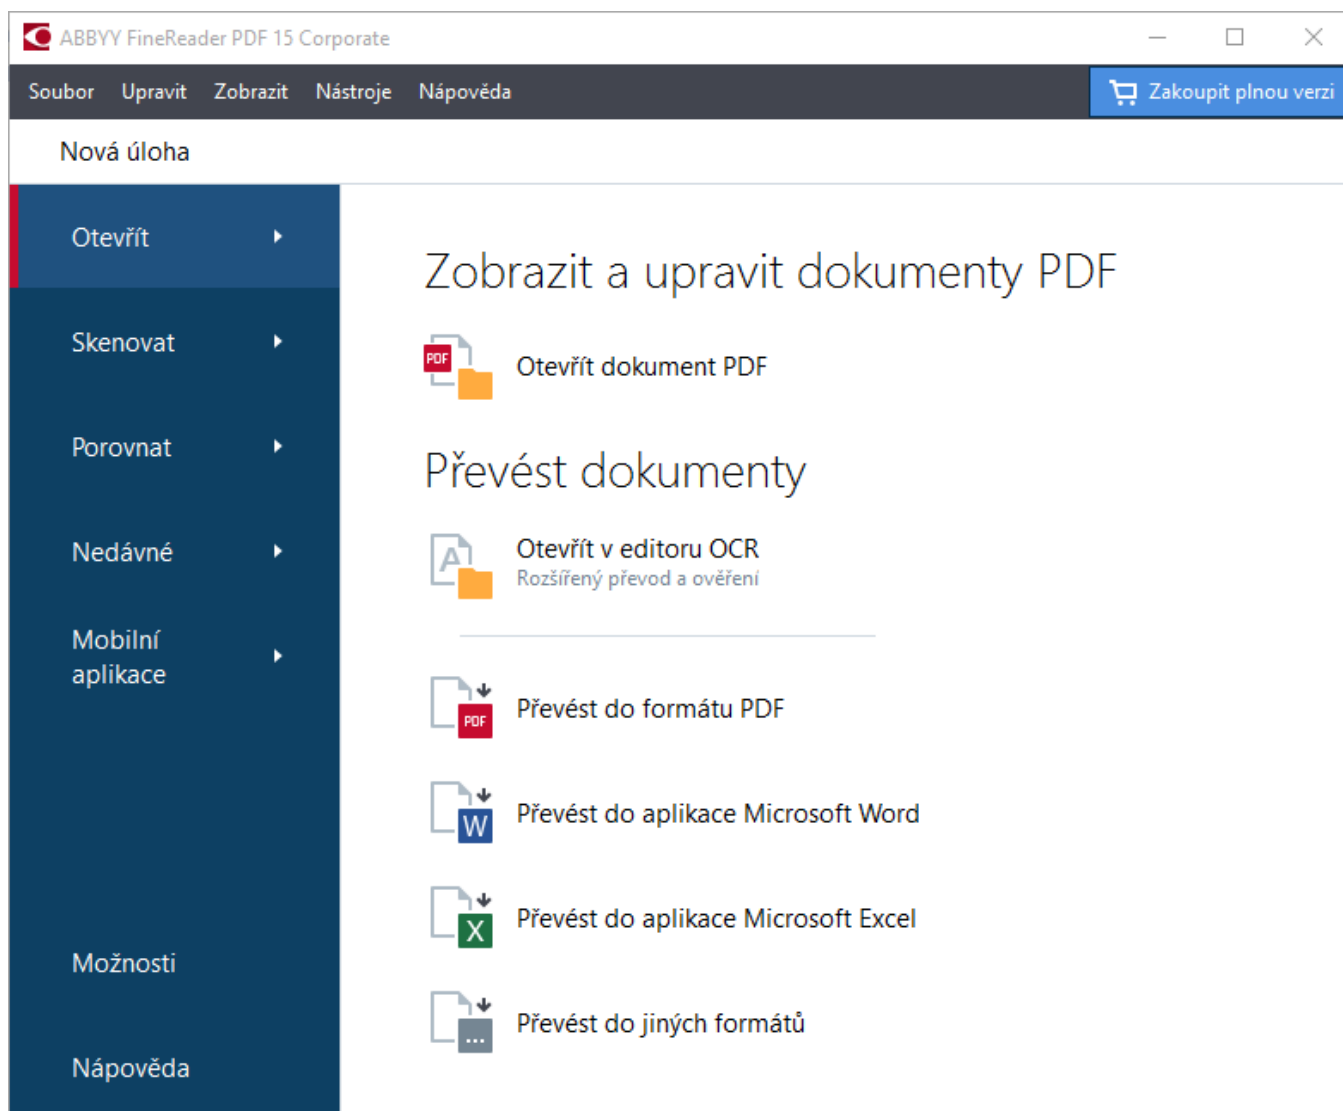 ABBYY FineReader PDF 15 Corporate
Soubor Upravit Zobrazit Nástroje Nápověda Zakoupit plnou verzi
Nová úloha
Otevřít
Skenovat
Porovnat
Nedávné
Mobilní
aplikace
Možnosti
Nápověda
Zobrazit a upravit dokumenty PDF
PDF
Otevřít dokument PDF
Převést dokumenty
A
Otevřít v editoru OCR
Rozšířený převod a ověření
PDF
Převést do formátu PDF
W
Převést do aplikace Microsoft Word
X
Převést do aplikace Microsoft Excel
...
Převést do jiných formátů